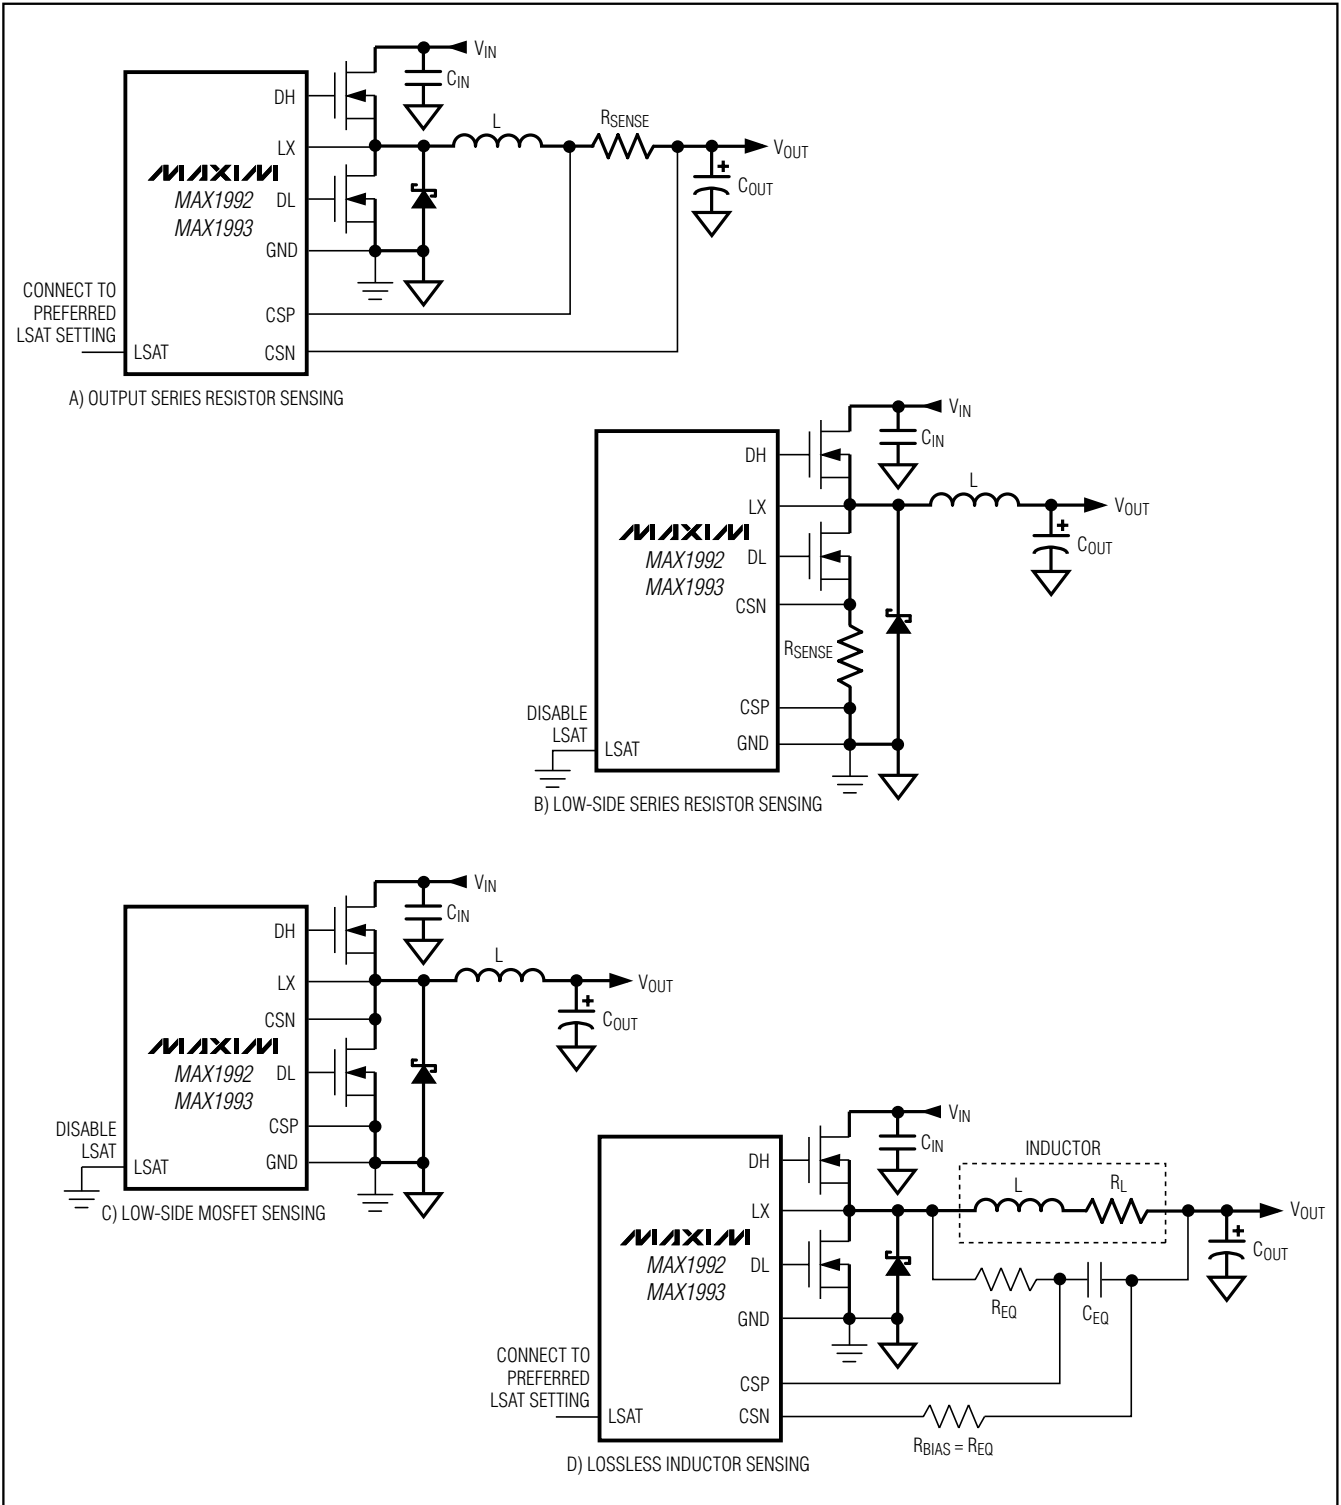 VIN
CIN
DH
L
RSENSE
LX
VOUT
MAXIM
+
COUT
MAX1992
DL
MAX1993
GND
CONNECT TO
PREFERRED
LSAT SETTING
CSP
LSAT
CSN
A) OUTPUT SERIES RESISTOR SENSING
VIN
CIN
DH
L
LX
VOUT
MAXIM
+
COUT
MAX1992
DL
MAX1993
CSN
RSENSE
CSP
DISABLE
LSAT
GND
LSAT
B) LOW-SIDE SERIES RESISTOR SENSING
VIN
CIN
DH
L
LX
VOUT
+
CSN
COUT
MAXIM
MAX1992
DL
MAX1993
CSP
DISABLE
LSAT
GND
LSAT
C) LOW-SIDE MOSFET SENSING
VIN
CIN
INDUCTOR
DH
L
RL
LX
VOUT
MAXIM
+
COUT
MAX1992
DL
MAX1993
REQ
CEQ
GND
CONNECT TO
PREFERRED
LSAT SETTING
CSP
LSAT
CSN
RBIAS = REQ
D) LOSSLESS INDUCTOR SENSING